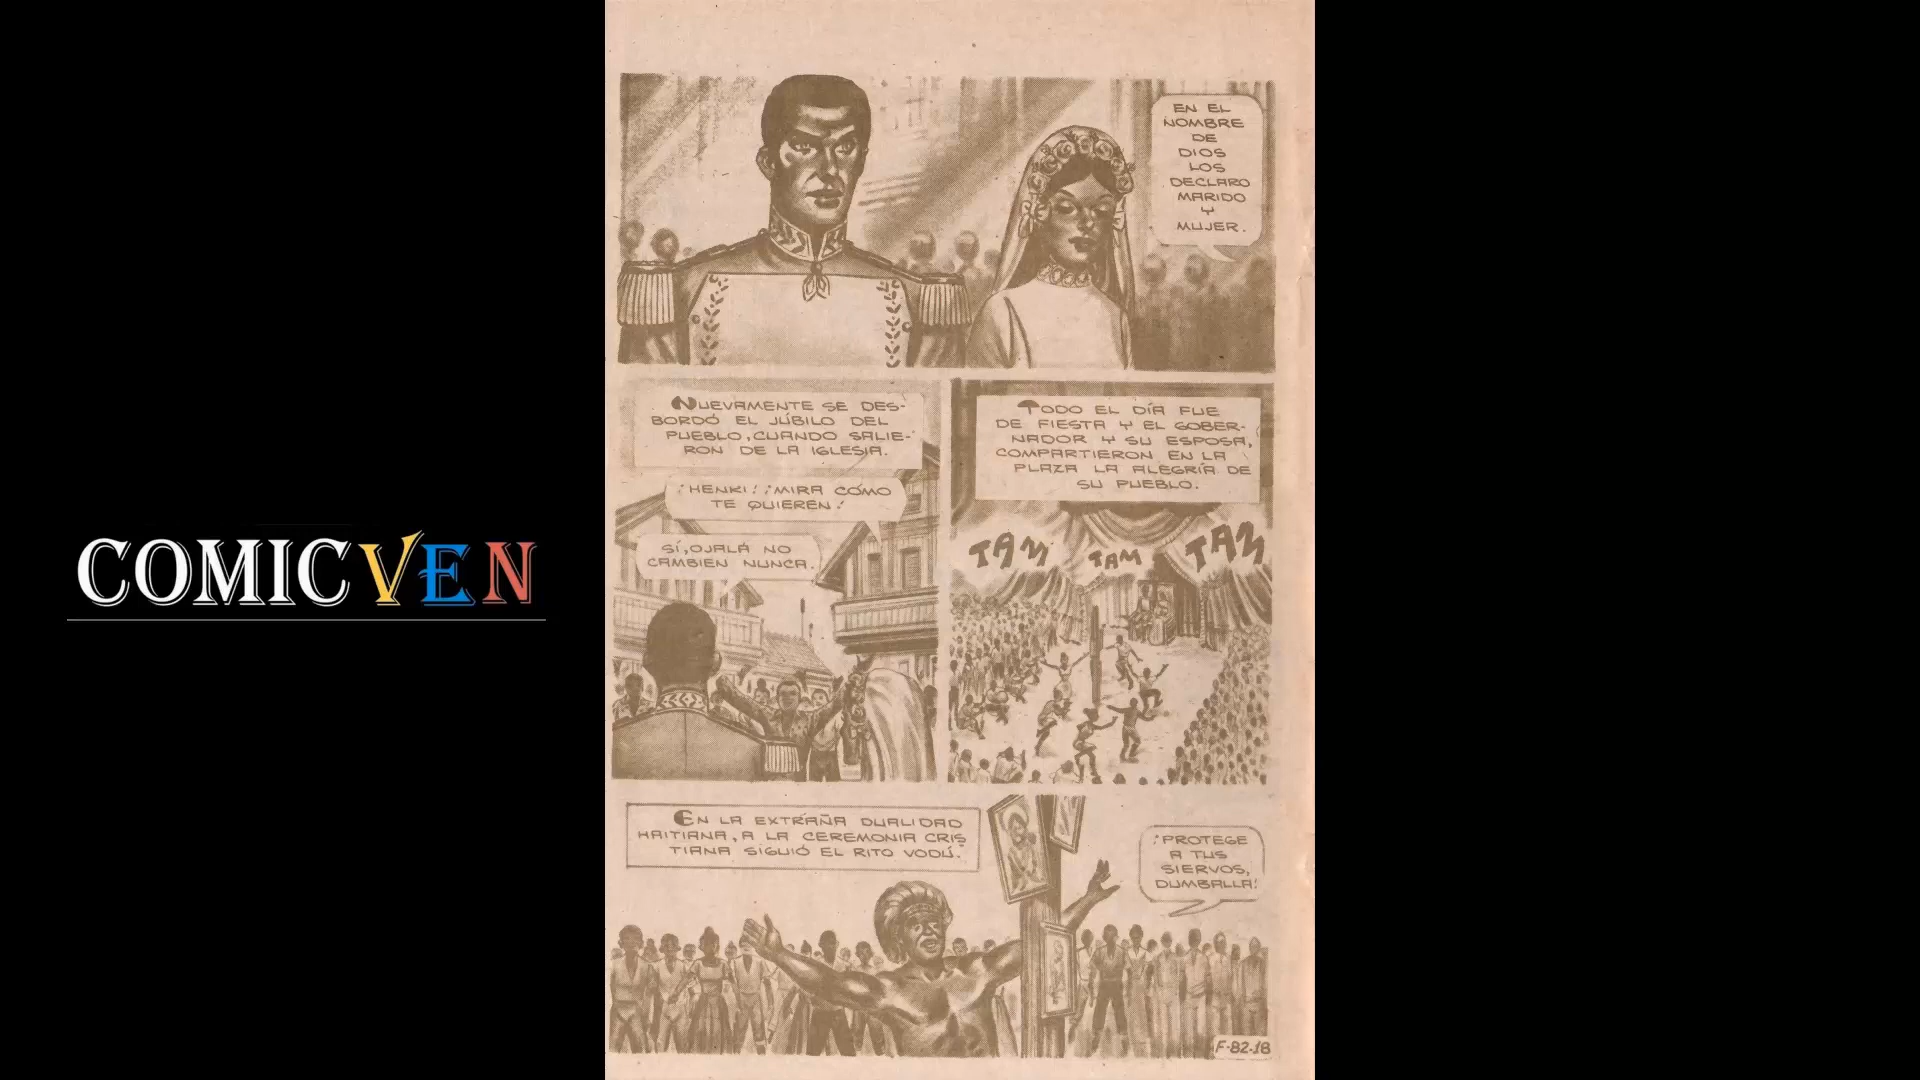 COMICVEN
EN EL
NOMBRE
DE
DIOS
LOS
DECLARO
MARIDO
Y
MUJER.
NUEVAMENTE SE DES-
BORDÓ EL JÚBILO DEL
PUEBLO, CUANDO SALIE-
RON DE LA IGLESIA.
¡HENRI! ¡MIRA CÓMO
TE QUIEREN!
SÍ, OJALÁ NO
CAMBIEN NUNCA.
TODO EL DÍA FUE
DE FIESTA Y EL GOBER-
NADOR Y SU ESPOSA,
COMPARTIERON EN LA
PLAZA LA ALEGRÍA DE
SU PUEBLO.
TAM TAM TAM
EN LA EXTRAÑA DUALIDAD
HAITIANA, A LA CEREMONIA CRIS
TIANA SIGUIÓ EL RITO VODÚ.
¡PROTEGE
A TUS
SIERVOS,
DUMBALLA!
F-82-18